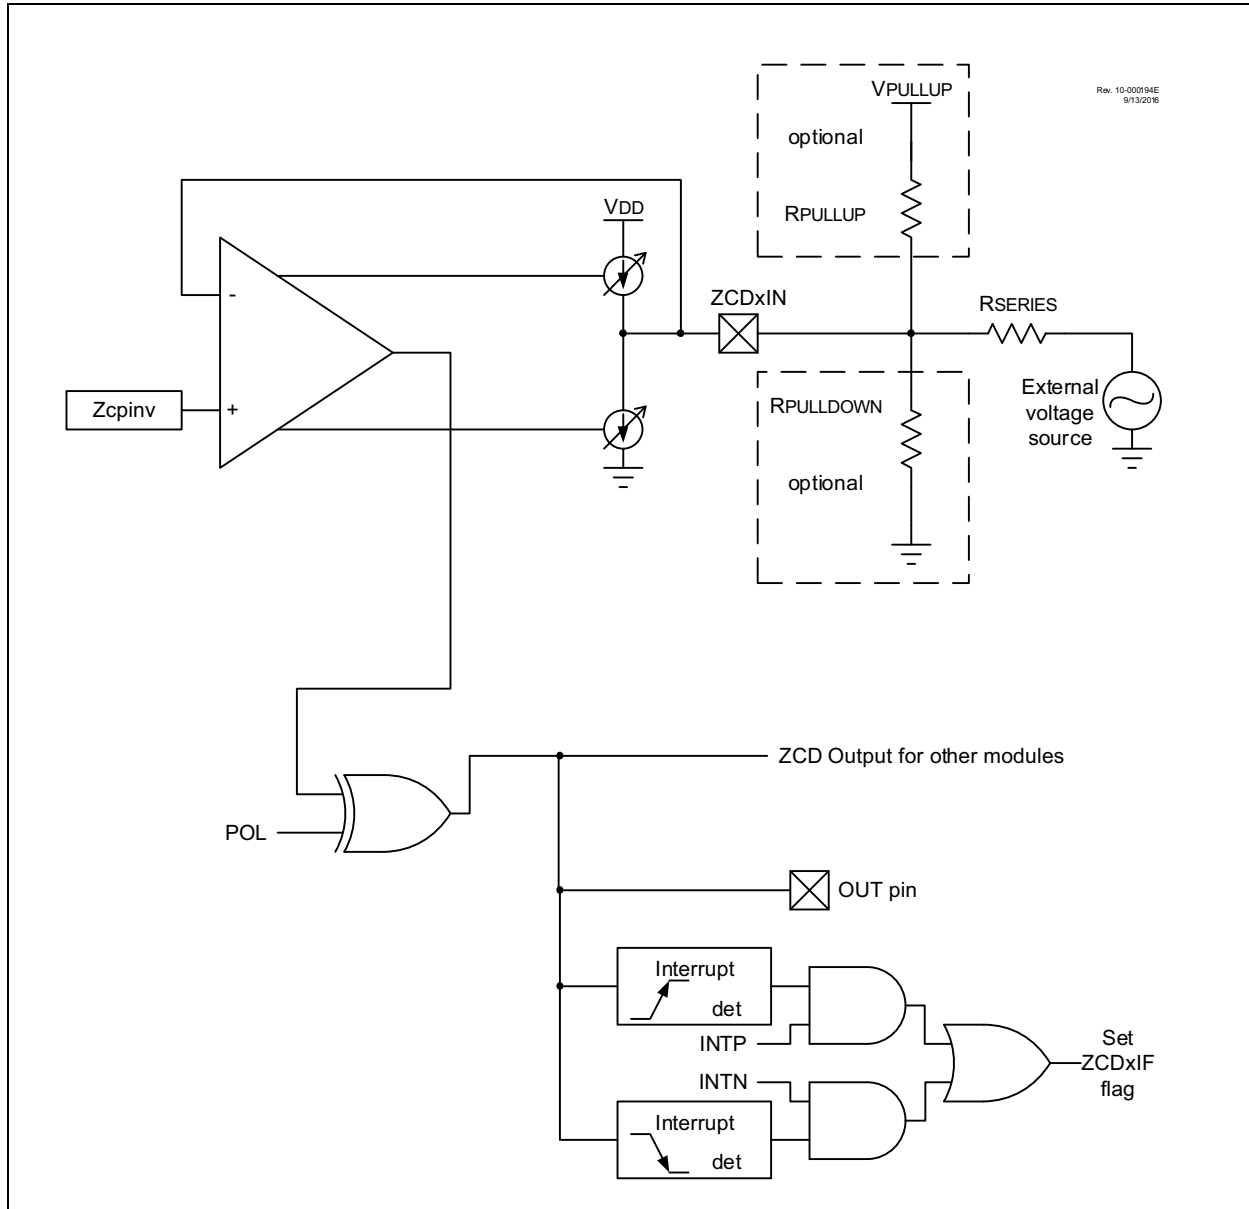 VPULLUP
Rev. 10-000194E
9/13/2016
optional
RPULLUP
VDD
ZCDxIN
RSERIES
-
Zcpinv
+
RPULLDOWN
External
voltage
source
optional
ZCD Output for other modules
POL
OUT pin
Interrupt
det
INTP
Set
ZCDxIF
flag
INTN
Interrupt
det